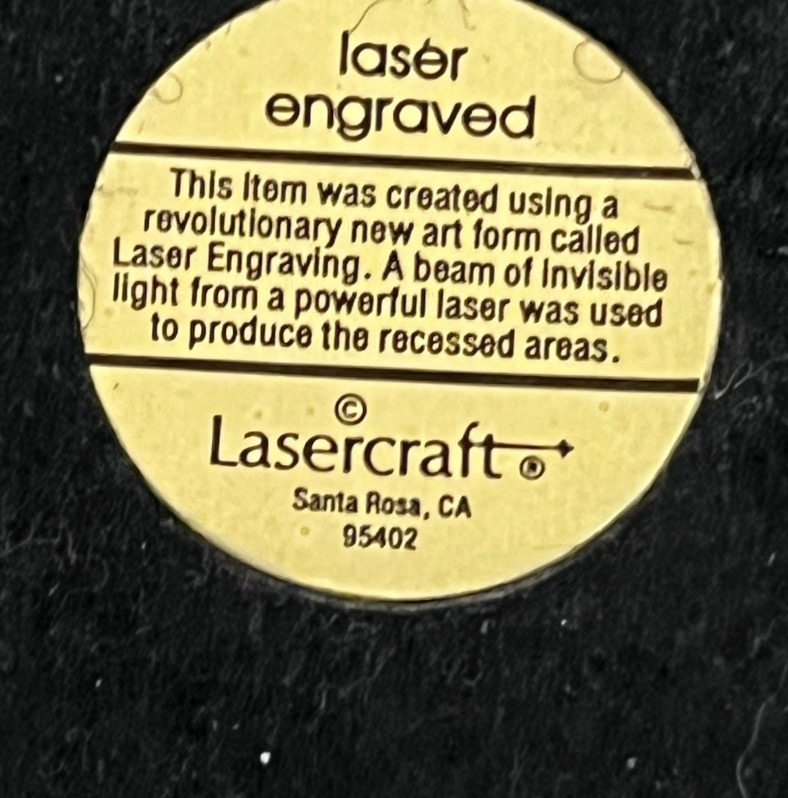 laser
engraved
This item was created using a
revolutionary new art form called
Laser Engraving. A beam of invisible
light from a powerful laser was used
to produce the recessed areas.
©
Lasercraft ®
Santa Rosa, CA
95402